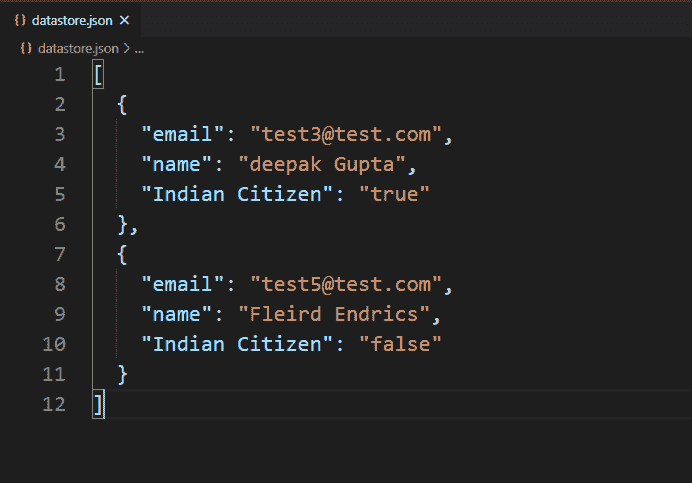 {} datastore.json ×
{} datastore.json > ...
1 [
2 {
3 "email": "test3@test.com",
4 "name": "deepak Gupta",
5 "Indian Citizen": "true"
6 },
7 {
8 "email": "test5@test.com",
9 "name": "Fleird Endrics",
10 "Indian Citizen": "false"
11 }
12 ]